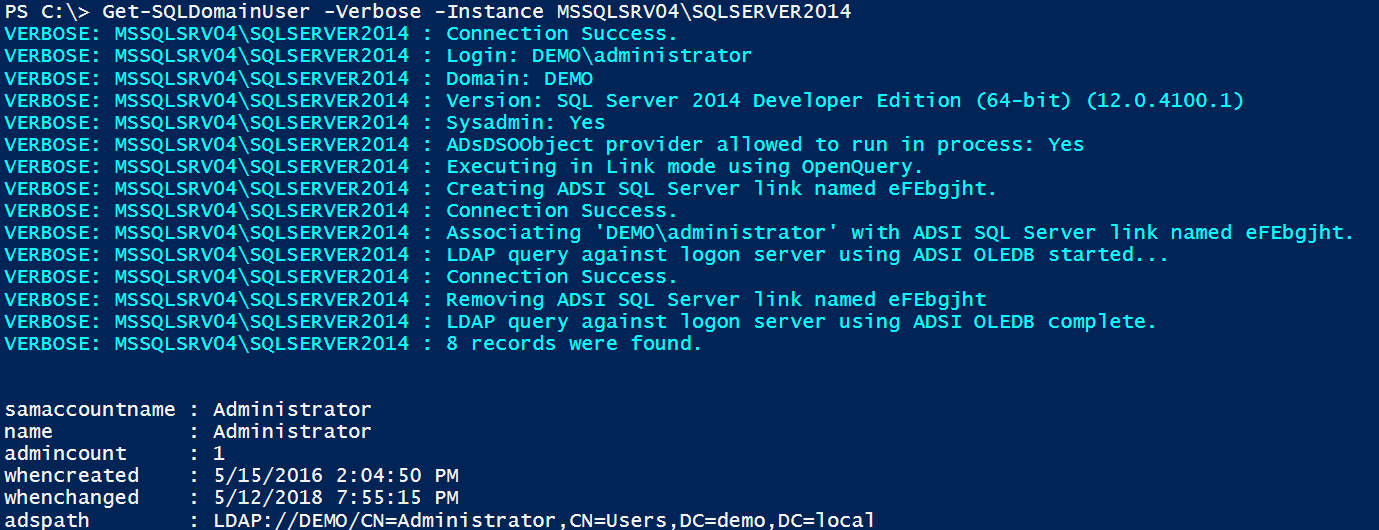 PS C:\> Get-SQLDomainUser -Verbose -Instance MSSQLSRV04\SQLSERVER2014
VERBOSE: MSSQLSRV04\SQLSERVER2014 : Connection Success.
VERBOSE: MSSQLSRV04\SQLSERVER2014 : Login: DEMO\administrator
VERBOSE: MSSQLSRV04\SQLSERVER2014 : Domain: DEMO
VERBOSE: MSSQLSRV04\SQLSERVER2014 : Version: SQL Server 2014 Developer Edition (64-bit) (12.0.4100.1)
VERBOSE: MSSQLSRV04\SQLSERVER2014 : Sysadmin: Yes
VERBOSE: MSSQLSRV04\SQLSERVER2014 : ADsDSOObject provider allowed to run in process: Yes
VERBOSE: MSSQLSRV04\SQLSERVER2014 : Executing in Link mode using OpenQuery.
VERBOSE: MSSQLSRV04\SQLSERVER2014 : Creating ADSI SQL Server link named eFEbgjht.
VERBOSE: MSSQLSRV04\SQLSERVER2014 : Connection Success.
VERBOSE: MSSQLSRV04\SQLSERVER2014 : Associating 'DEMO\administrator' with ADSI SQL Server link named eFEbgjht.
VERBOSE: MSSQLSRV04\SQLSERVER2014 : LDAP query against logon server using ADSI OLEDB started...
VERBOSE: MSSQLSRV04\SQLSERVER2014 : Connection Success.
VERBOSE: MSSQLSRV04\SQLSERVER2014 : Removing ADSI SQL Server link named eFEbgjht
VERBOSE: MSSQLSRV04\SQLSERVER2014 : LDAP query against logon server using ADSI OLEDB complete.
VERBOSE: MSSQLSRV04\SQLSERVER2014 : 8 records were found.
samaccountname : Administrator
name : Administrator
admincount : 1
whencreated : 5/15/2016 2:04:50 PM
whenchanged : 5/12/2018 7:55:15 PM
adspath : LDAP://DEMO/CN=Administrator,CN=Users,DC=demo,DC=local